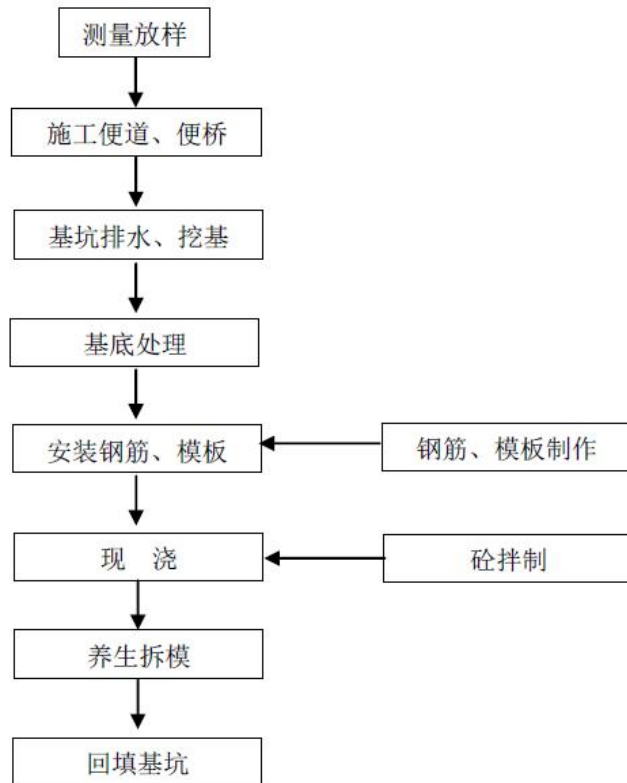 测量放样
施工便道、便桥
基坑排水、挖基
基底处理
安装钢筋、模板
钢筋、模板制作
现 浇
砼拌制
养生拆模
回填基坑